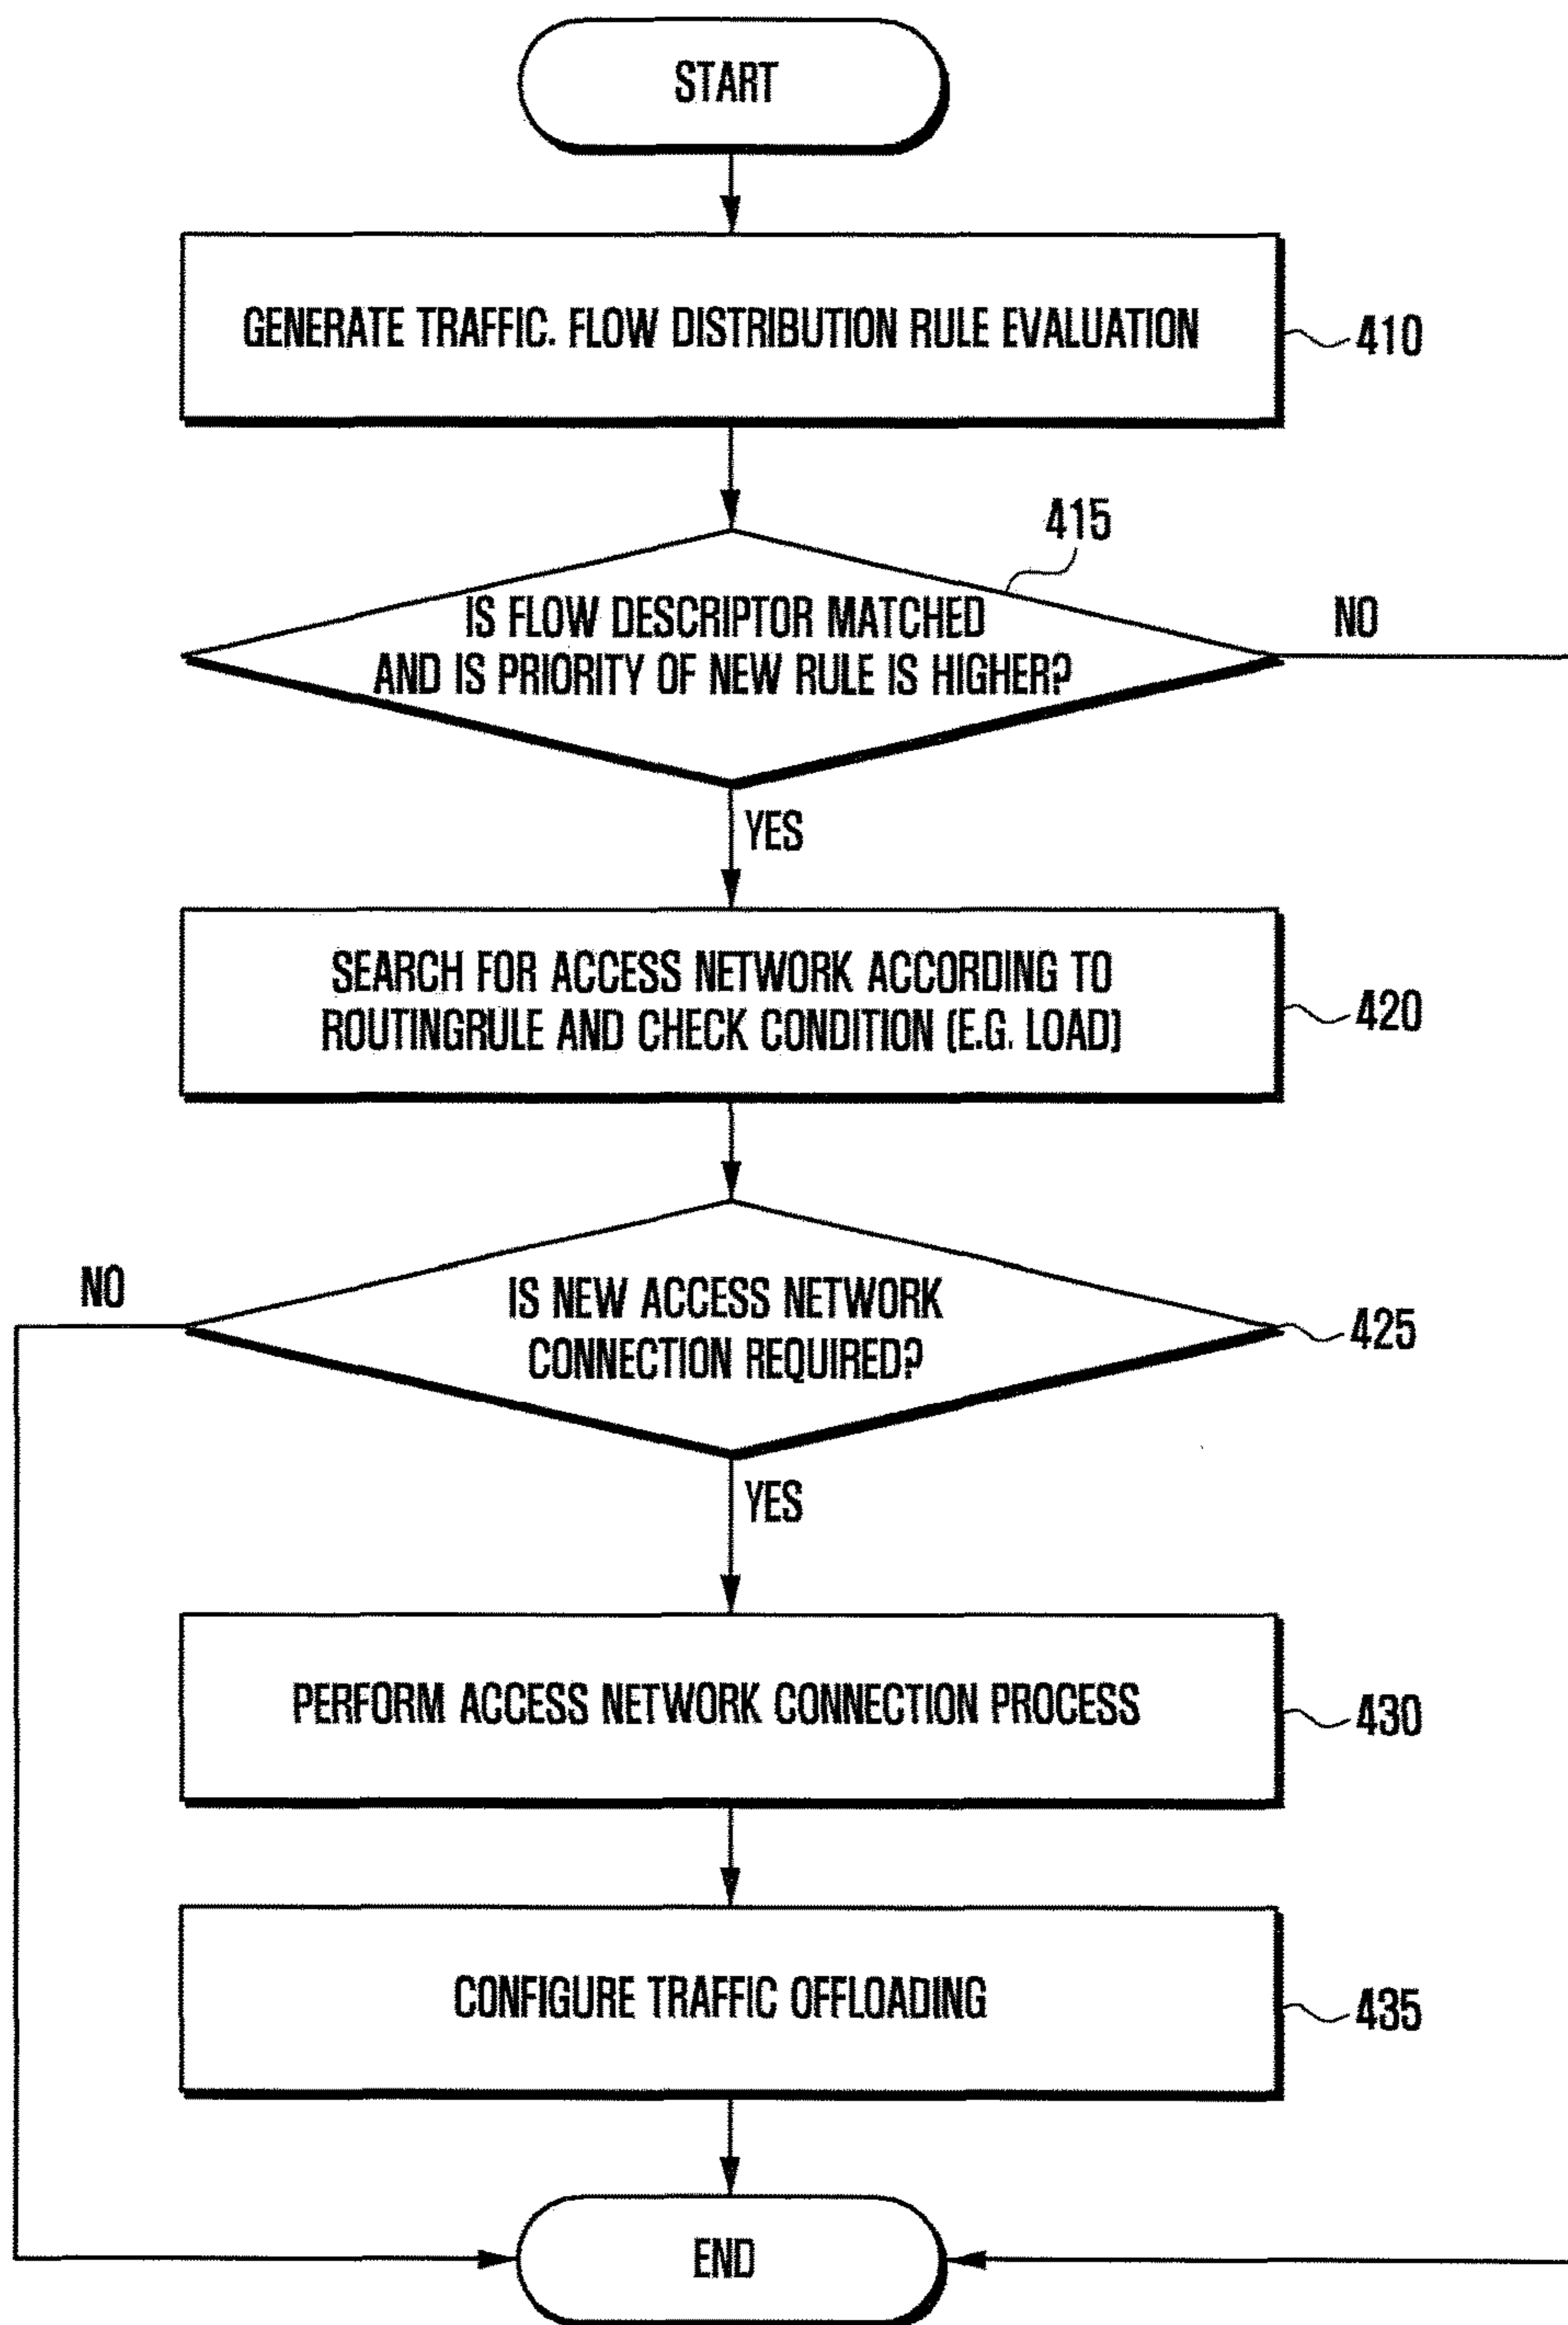 START
GENERATE TRAFFIC. FLOW DISTRIBUTION RULE EVALUATION
410
415
IS FLOW DESCRIPTOR MATCHED
AND IS PRIORITY OF NEW RULE IS HIGHER?
NO
YES
SEARCH FOR ACCESS NETWORK ACCORDING TO
ROUTINGRULE AND CHECK CONDITION (E.G. LOAD)
420
NO
IS NEW ACCESS NETWORK
CONNECTION REQUIRED?
425
YES
PERFORM ACCESS NETWORK CONNECTION PROCESS
430
CONFIGURE TRAFFIC OFFLOADING
435
END